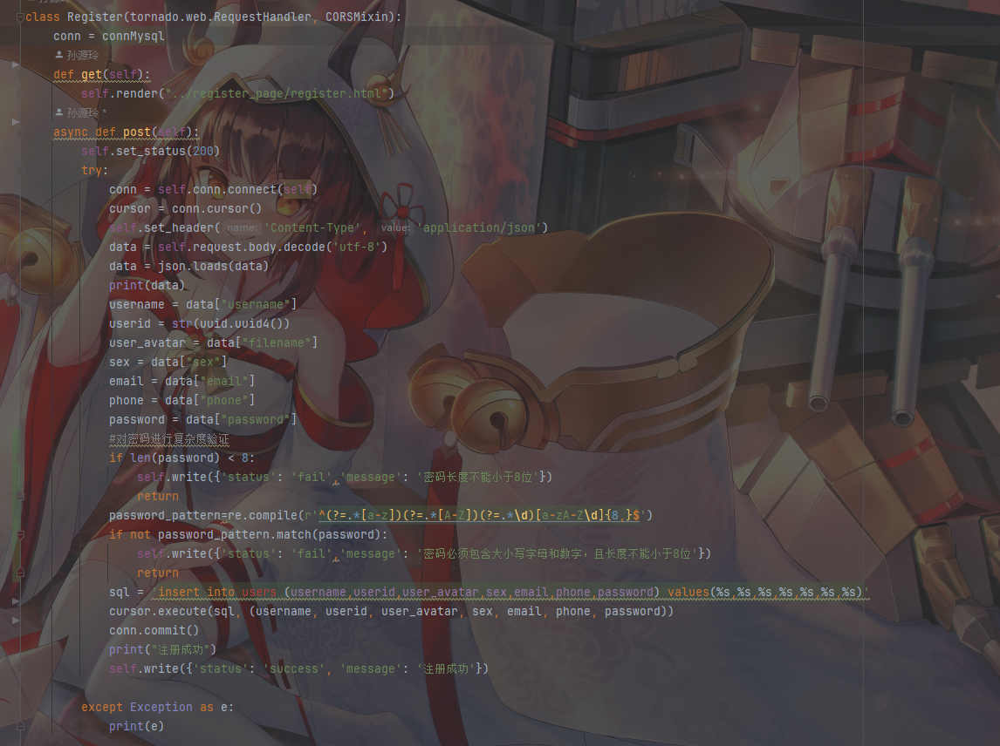 class Register(tornado.web.RequestHandler, CORSMixin):
    conn = connMysql
    孙源玲
    def get(self):
        self.render("../register_page/register.html")
    孙源玲 *
    async def post(self):
        self.set_status(200)
        try:
            conn = self.conn.connect(self)
            cursor = conn.cursor()
            self.set_header( name: 'Content-Type', value: 'application/json')
            data = self.request.body.decode('utf-8')
            data = json.loads(data)
            print(data)
            username = data["username"]
            userid = str(uuid.uuid4())
            user_avatar = data["filename"]
            sex = data["sex"]
            email = data["email"]
            phone = data["phone"]
            password = data["password"]
            #对密码进行复杂度验证
            if len(password) < 8:
                self.write({'status': 'fail','message': '密码长度不能小于8位'})
                return
            password_pattern=re.compile(r'^(?=.*[a-z])(?=.*[A-Z])(?=.*\d)[a-zA-Z\d]{8,}$')
            if not password_pattern.match(password):
                self.write({'status': 'fail','message': '密码必须包含大小写字母和数字，且长度不能小于8位'})
                return
            sql = 'insert into users (username,userid,user_avatar,sex,email,phone,password) values(%s,%s,%s,%s,%s,%s,%s)'
            cursor.execute(sql, (username, userid, user_avatar, sex, email, phone, password))
            conn.commit()
            print("注册成功")
            self.write({'status': 'success', 'message': '注册成功'})
        except Exception as e:
            print(e)